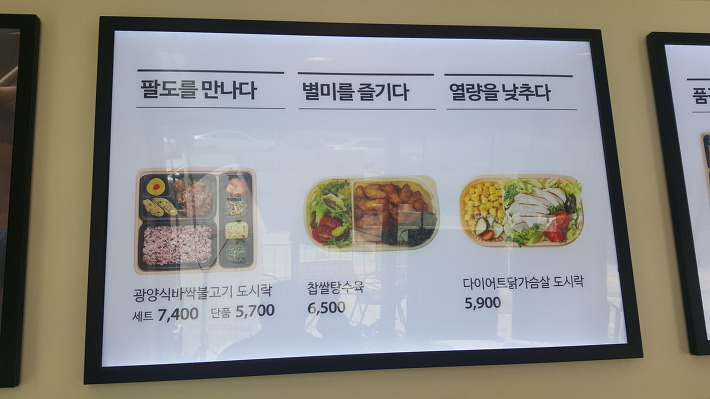 팔도를 만나다
광양식바싹불고기 도시락
세트 7,400 단품 5,700
별미를 즐기다
찹쌀탕수육
6,500
열량을 낮추다
다이어트닭가슴살 도시락
5,900